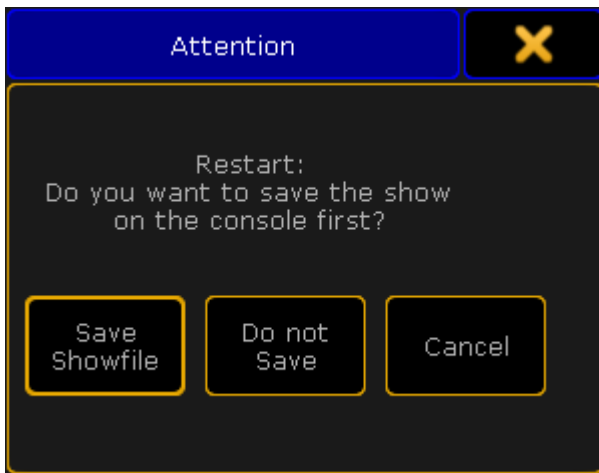 Attention
Restart:
Do you want to save the show
on the console first?
Save
Showfile
Do not
Save
Cancel